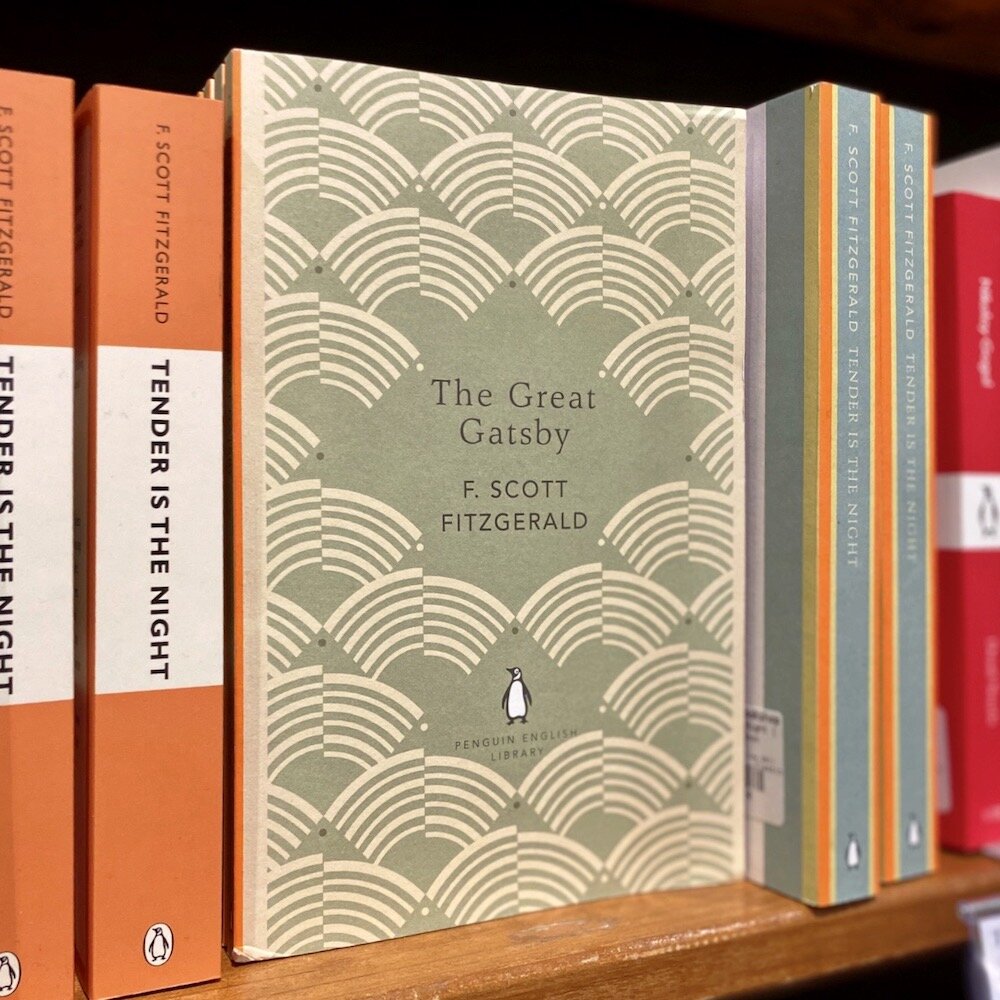 F. SCOTT FITZGERALD
TENDER IS THE NIGHT
F. SCOTT FITZGERALD
TENDER IS THE NIGHT
The Great
Gatsby
F. SCOTT
FITZGERALD
PENGUIN ENGLISH
LIBRARY
F. SCOTT FITZGERALD TENDER IS THE NIGHT
F. SCOTT FITZGERALD TENDER IS THE NIGHT